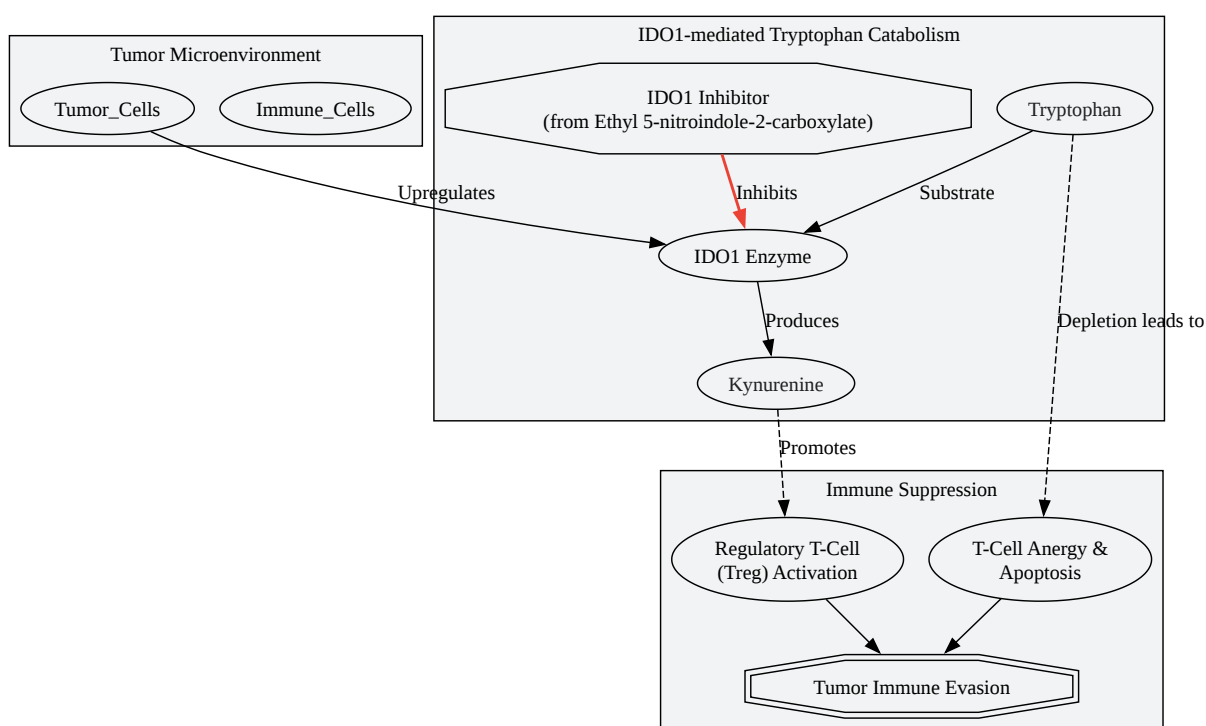 IDO1-mediated Tryptophan Catabolism
Tumor Microenvironment
Tumor_Cells
Immune_Cells
IDO1 Inhibitor
(from Ethyl 5-nitroindole-2-carboxylate)
Tryptophan
Upregulates
Inhibits
Substrate
IDO1 Enzyme
Produces
Depletion leads to
Kynurenine
Promotes
Immune Suppression
Regulatory T-Cell
(Treg) Activation
T-Cell Anergy &
Apoptosis
Tumor Immune Evasion